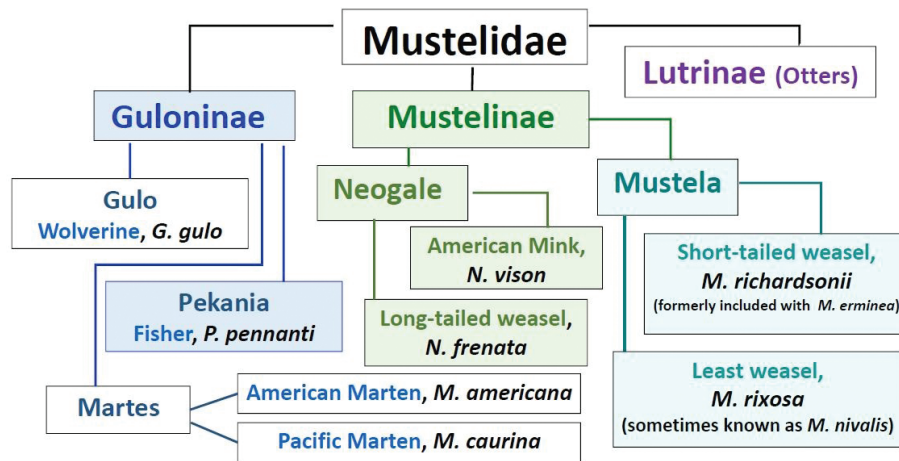 Mustelidae
Lutrinae (Otters)
Guloninae
Mustelinae
Gulo
Wolverine, G. gulo
Neogale
Mustela
American Mink,
N. vison
Short-tailed weasel,
M. richardsonii
(formerly included with M. erminea)
Pekania
Fisher, P. pennanti
Long-tailed weasel,
N. frenata
Least weasel,
M. rixosa
(sometimes known as M. nivalis)
Martes
American Marten, M. americana
Pacific Marten, M. caurina